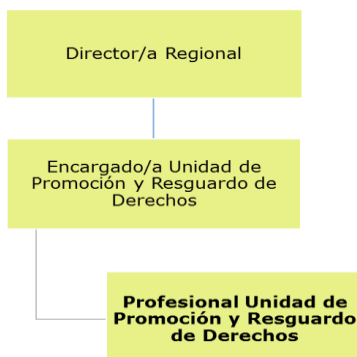 Director/a Regional
Encargado/a Unidad de
Promoción y Resguardo de
Derechos
Profesional Unidad de
Promoción y Resguardo
de Derechos